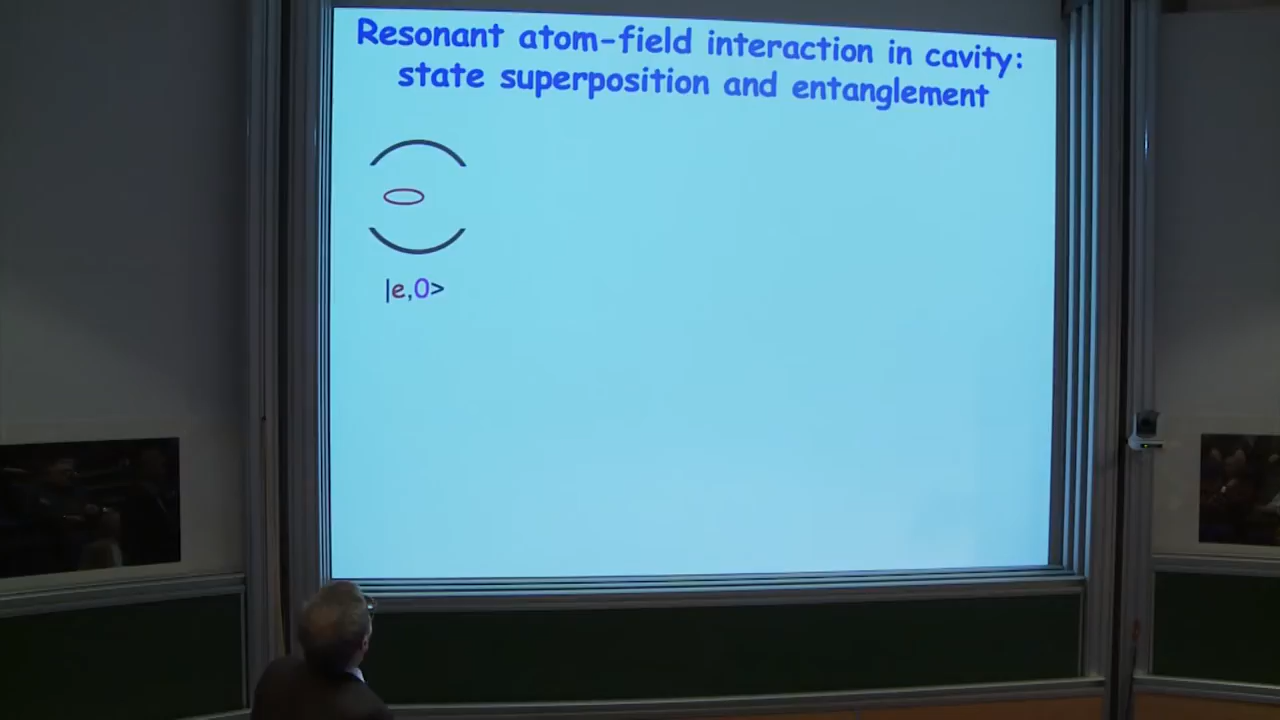 Resonant atom-field interaction in cavity:
state superposition and entanglement
|e,0>